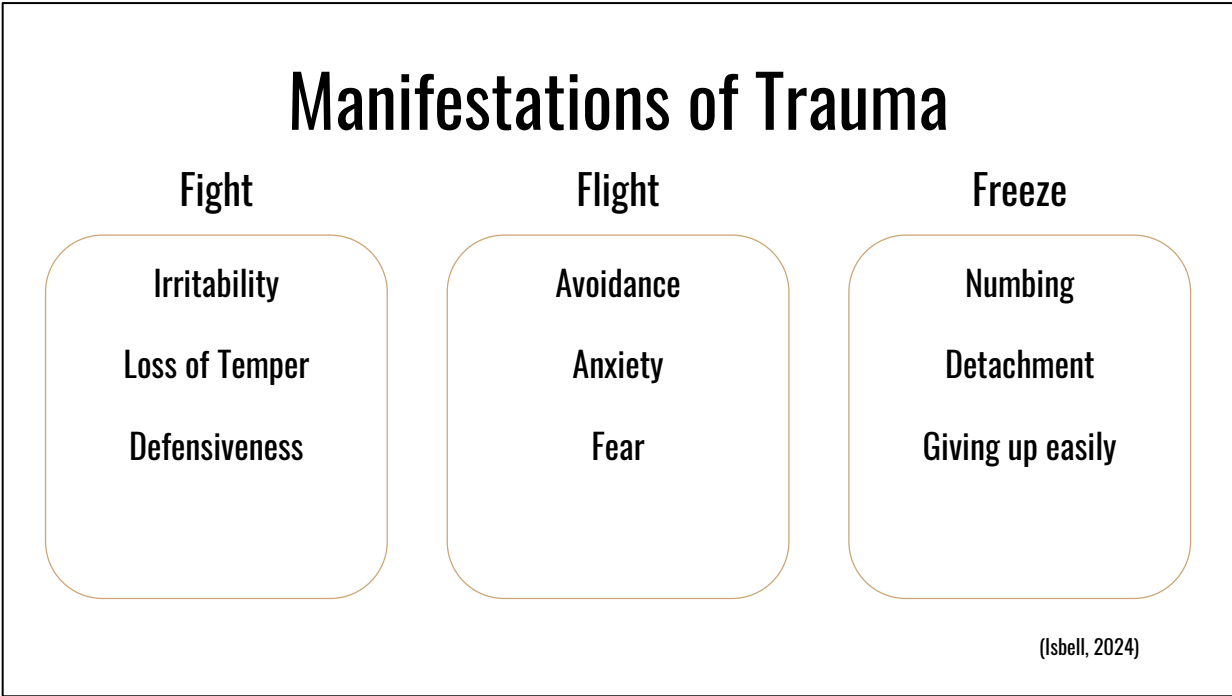 Manifestations of Trauma
Fight
Irritability
Loss of Temper
Defensiveness
Flight
Avoidance
Anxiety
Fear
Freeze
Numbing
Detachment
Giving up easily
(Isbell, 2024)